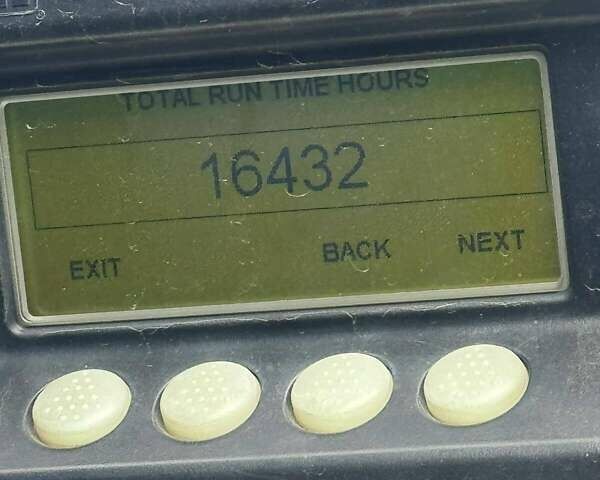 TOTAL RUN TIME HOURS
16432
EXIT BACK NEXT